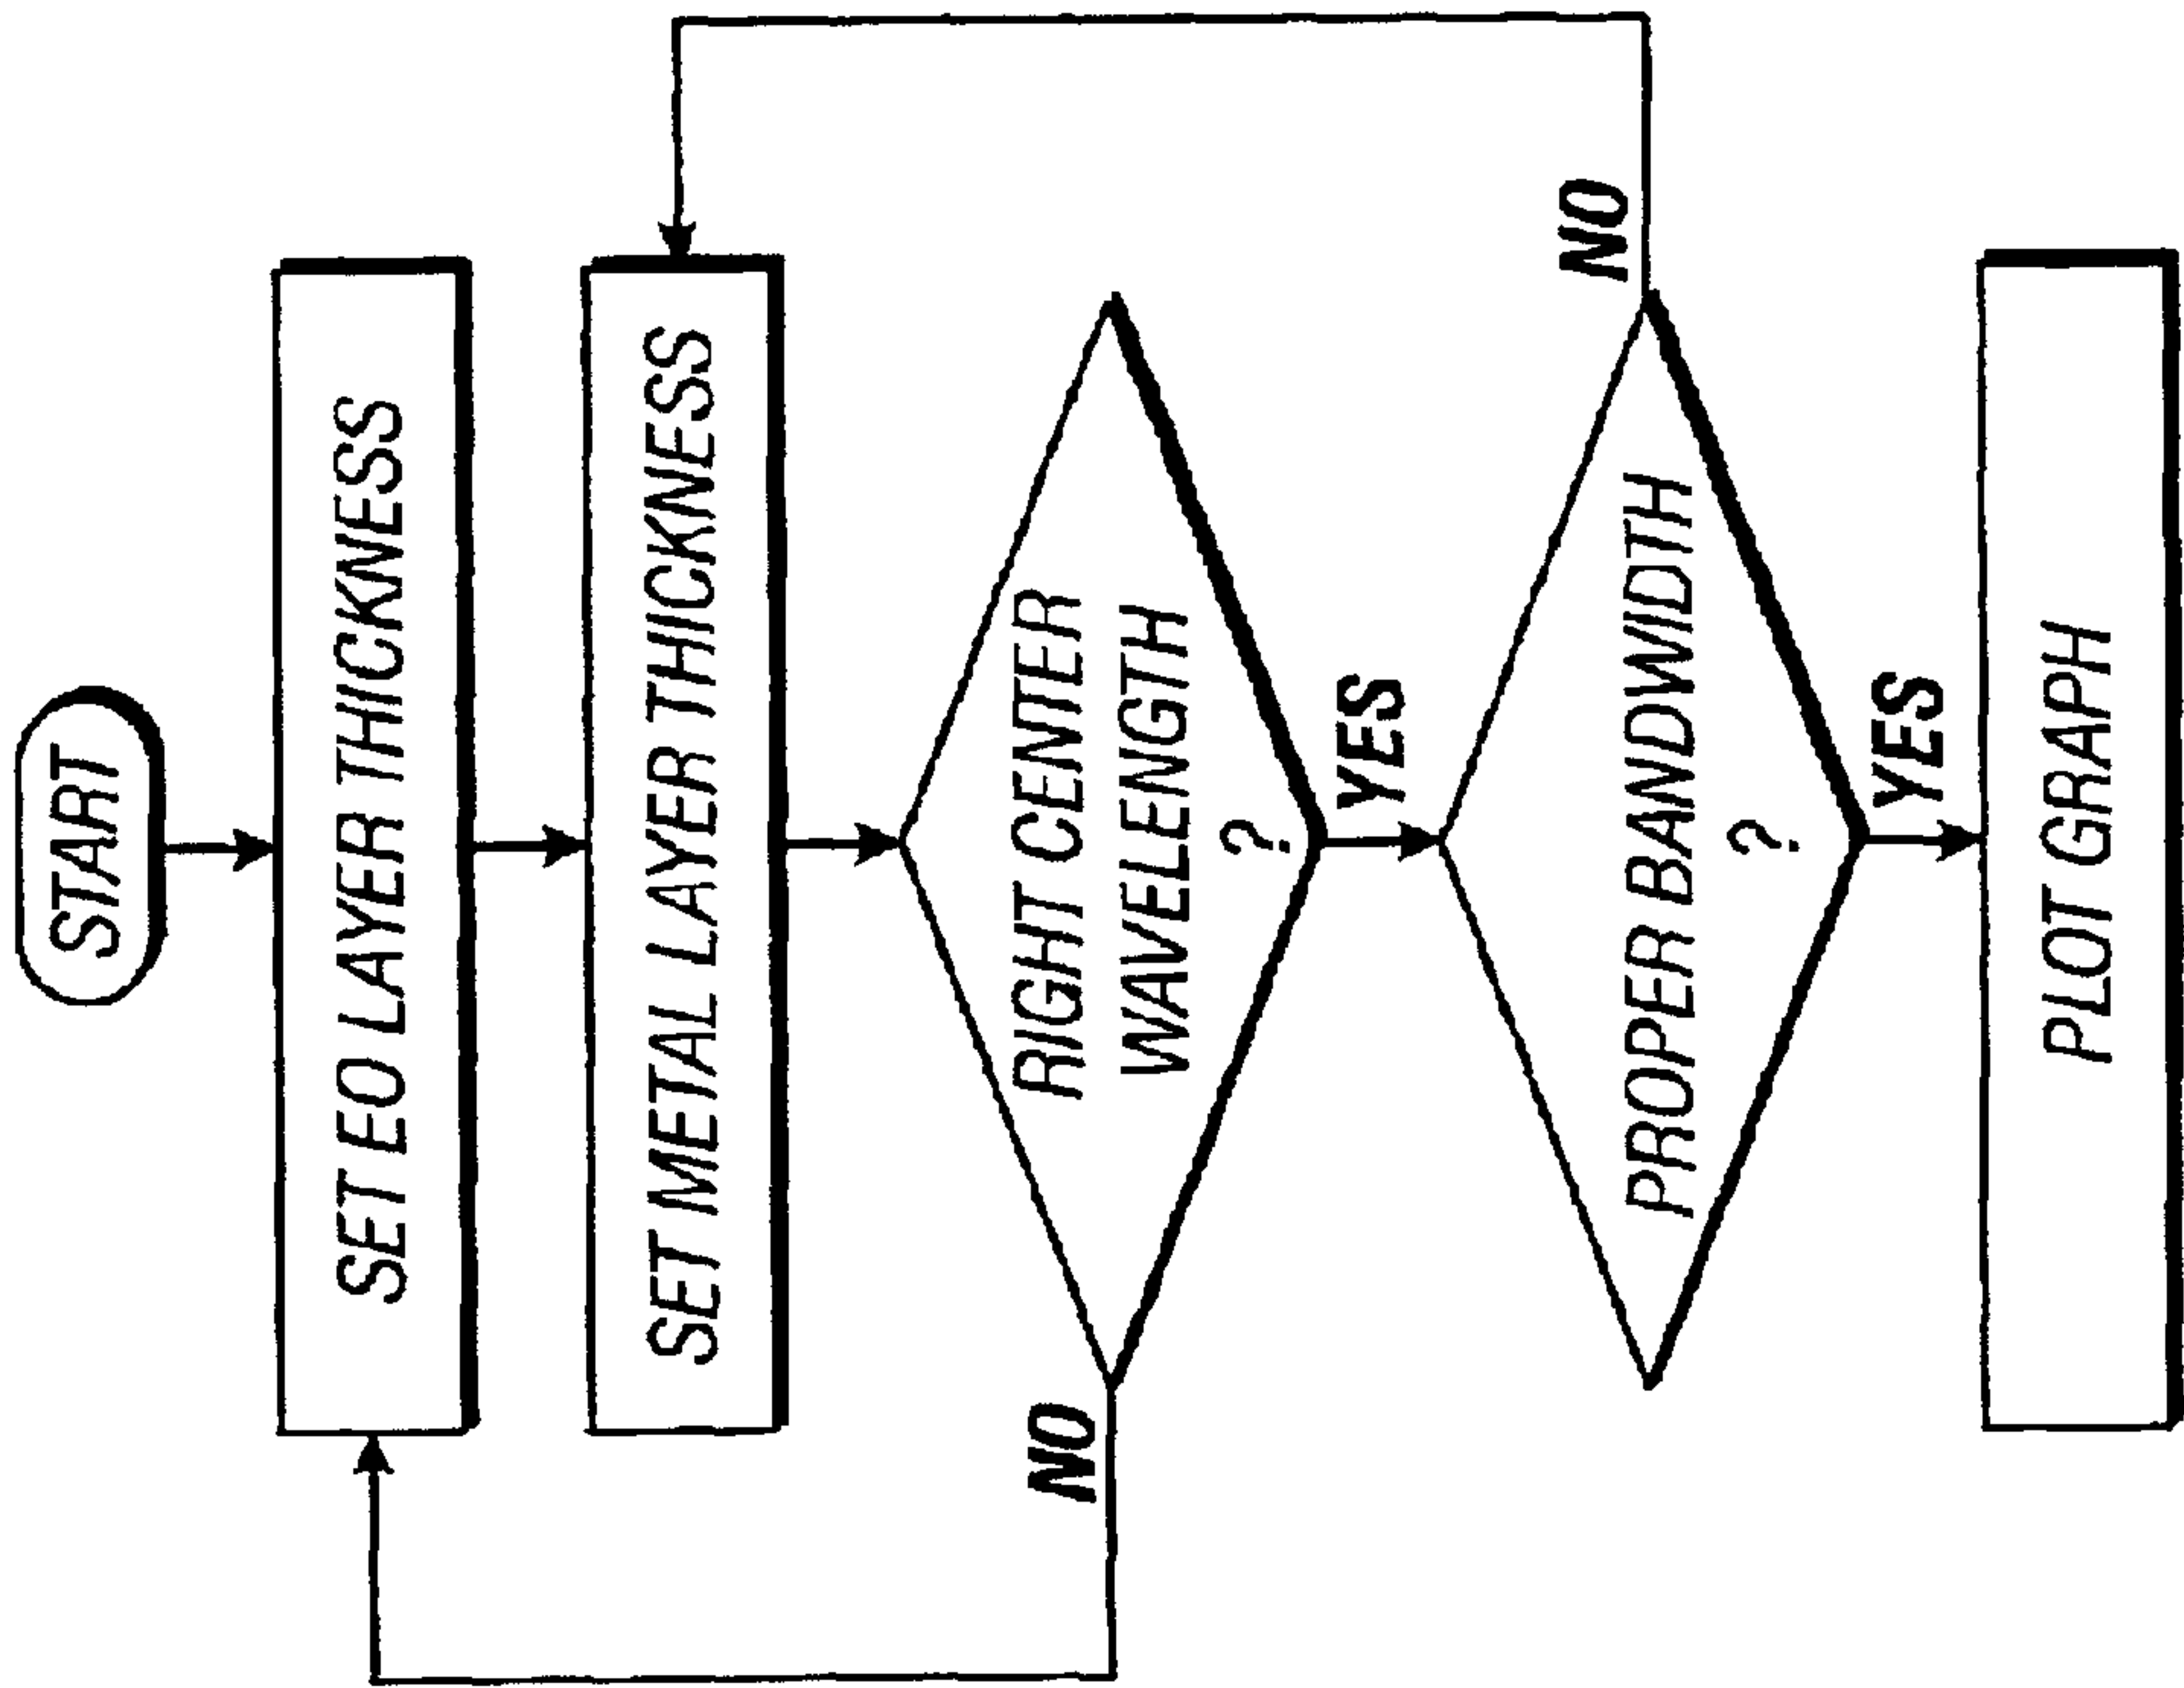 START
SET EO LAYER THICKNESS
SET METAL LAYER THICKNESS
RIGHT CENTER
WAVELENGTH
?
NO
YES
PROPER BANDWIDTH
?
NO
YES
PLOT GRAPH